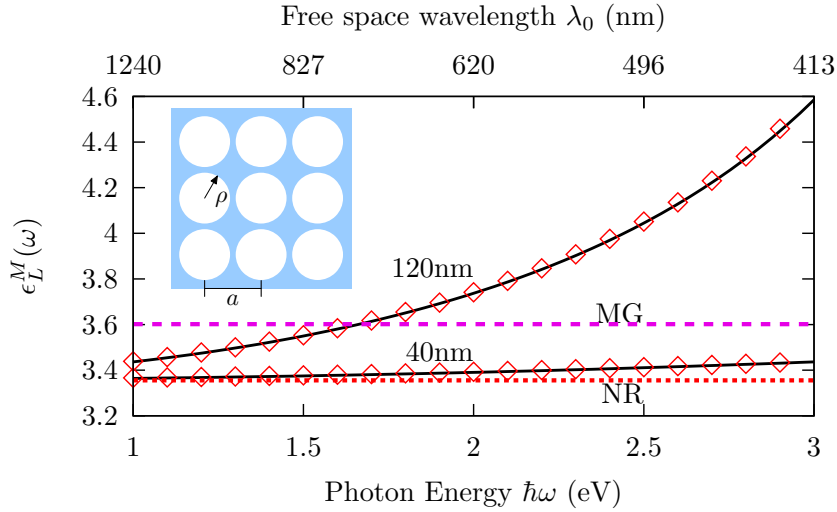 Free space wavelength λ₀ (nm)
1240 827 620 496 413
4.6
4.4
4.2
4
3.8
3.6
3.4
3.2
ϵ_L^M(ω)
ρ
a
120nm
MG
40nm
NR
1 1.5 2 2.5 3
Photon Energy ℏω (eV)